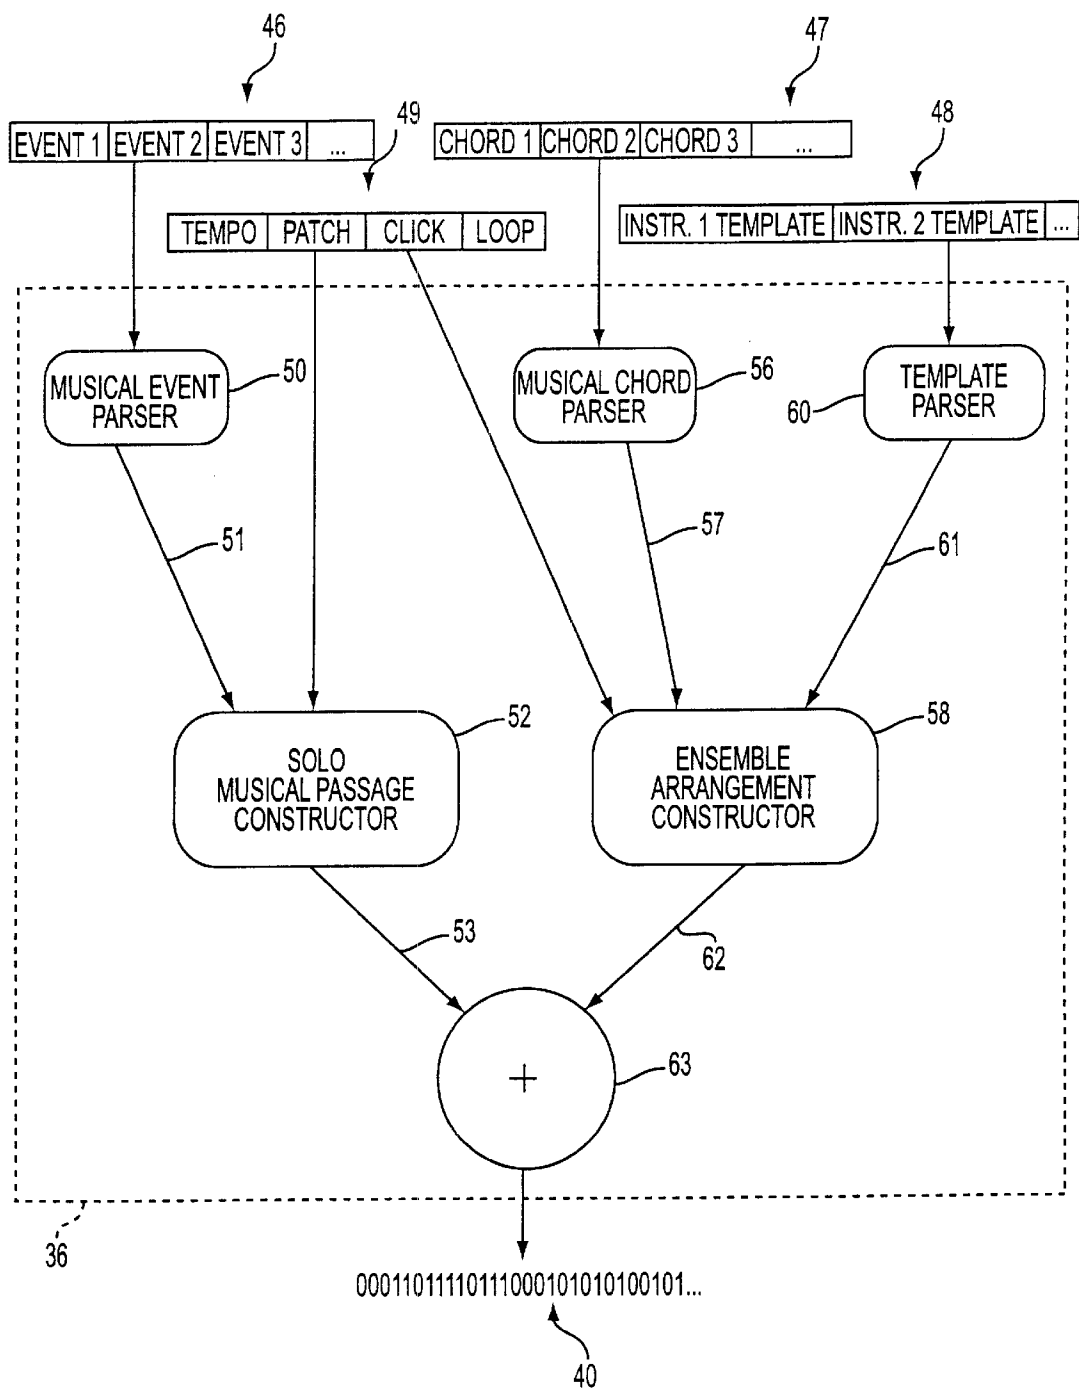 46
47
49
48
EVENT 1 EVENT 2 EVENT 3 ...
CHORD 1 CHORD 2 CHORD 3 ...
TEMPO PATCH CLICK LOOP
INSTR. 1 TEMPLATE INSTR. 2 TEMPLATE ...
MUSICAL EVENT
PARSER
50
MUSICAL CHORD
PARSER
56
60
TEMPLATE
PARSER
51
57
61
SOLO
MUSICAL PASSAGE
CONSTRUCTOR
52
ENSEMBLE
ARRANGEMENT
CONSTRUCTOR
58
53
62
+
63
36
00011011110111000101010100101...
40